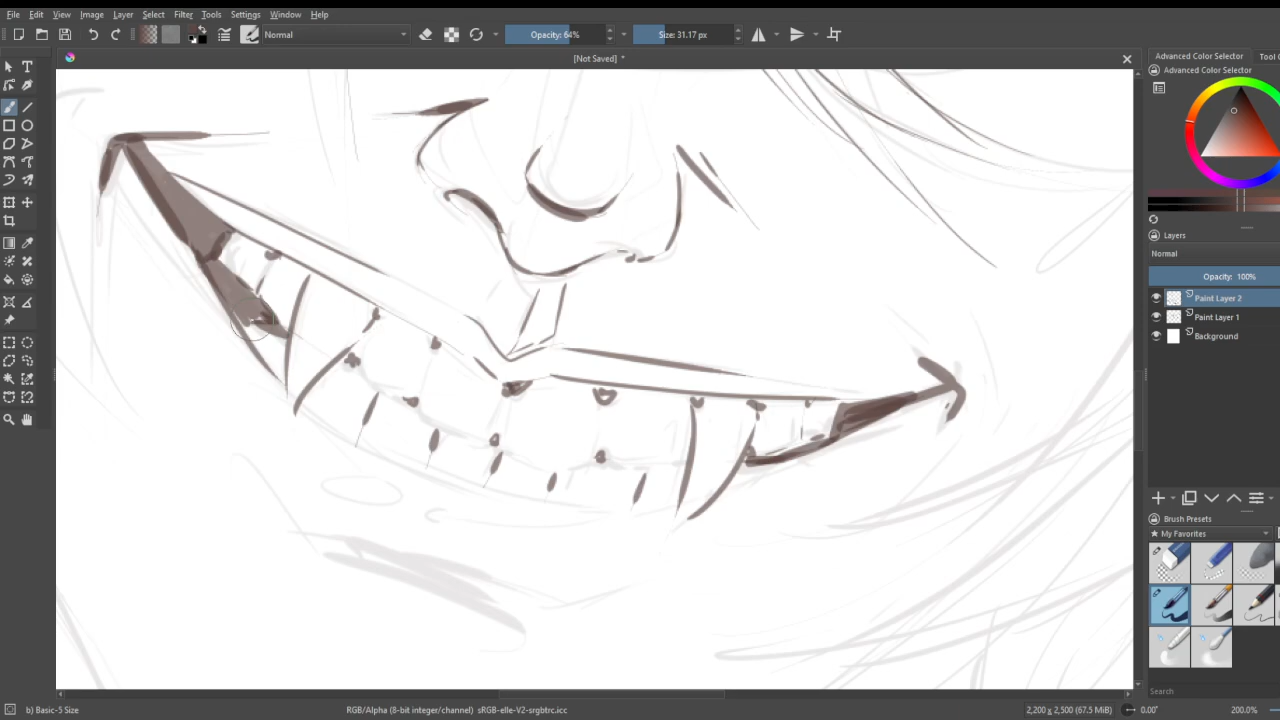 File Edit View Image Layer Select Filter Tools Settings Window Help
Normal Opacity: 64% Size: 31.17 px
[Not Saved] *
Advanced Color Selector Tool
Advanced Color Selector
Layers
Normal
Opacity: 100%
Paint Layer 2
Paint Layer 1
Background
Brush Presets
My Favorites
Search
b) Basic-5 Size RGB/Alpha (8-bit integer/channel) sRGB-elle-V2-srgbtrc.icc 2,200 x 2,500 (67.5 MiB) 0.00° 200.0%